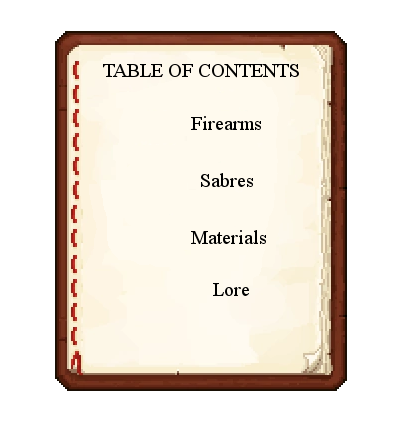 TABLE OF CONTENTS
Firearms
Sabres
Materials
Lore